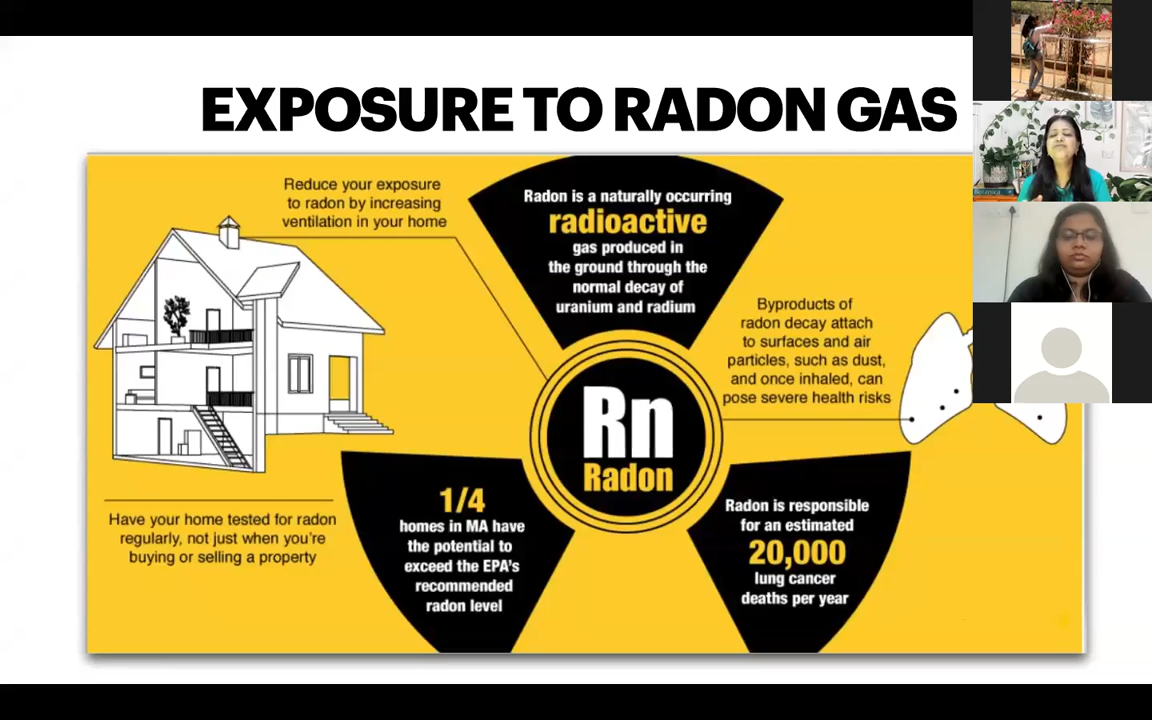 EXPOSURE TO RADON GAS
Reduce your exposure
to radon by increasing
ventilation in your home
Radon is a naturally occurring
radioactive
gas produced in
the ground through the
normal decay of
uranium and radium
Byproducts of
radon decay attach
to surfaces and air
particles, such as dust,
and once inhaled, can
pose severe health risks
Rn
Radon
Have your home tested for radon
regularly, not just when you're
buying or selling a property
1/4
homes in MA have
the potential to
exceed the EPA's
recommended
radon level
Radon is responsible
for an estimated
20,000
lung cancer
deaths per year